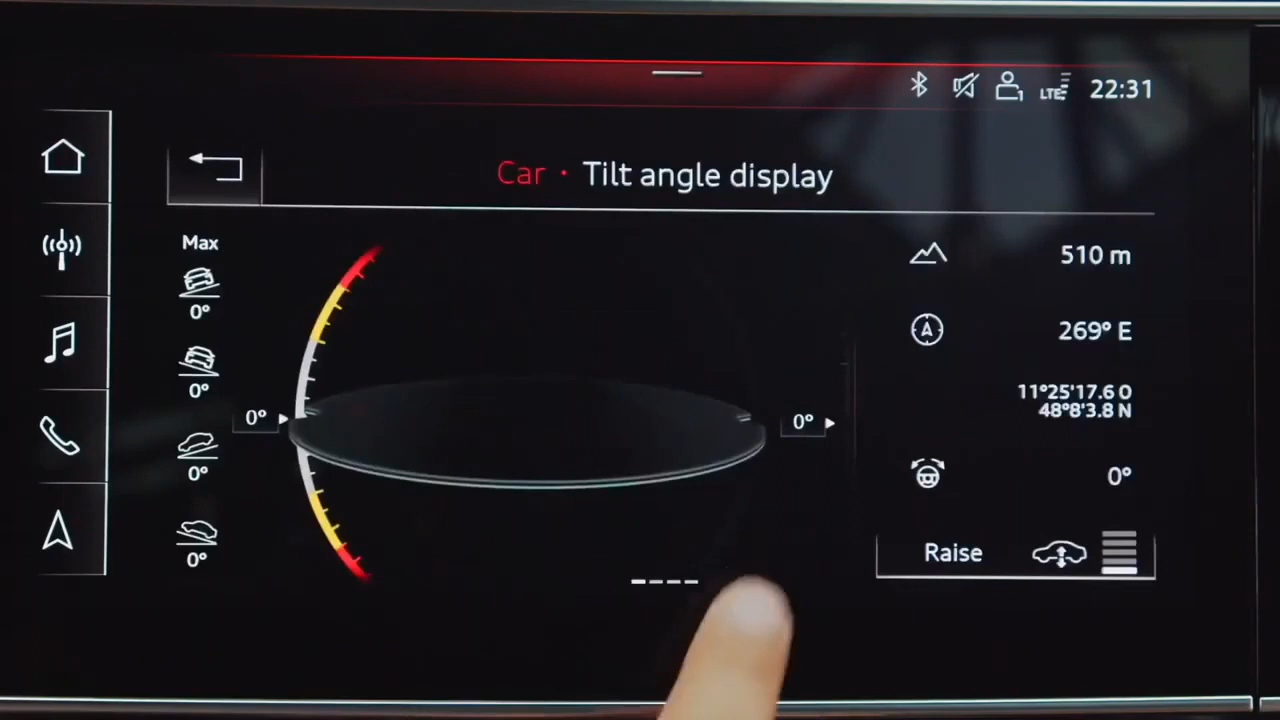 LTE 22:31
Car · Tilt angle display
Max
0°
0°
0°
0°
0°
0°
510 m
A
269° E
11°25'17.6 O
48°8'3.8 N
0°
Raise
1